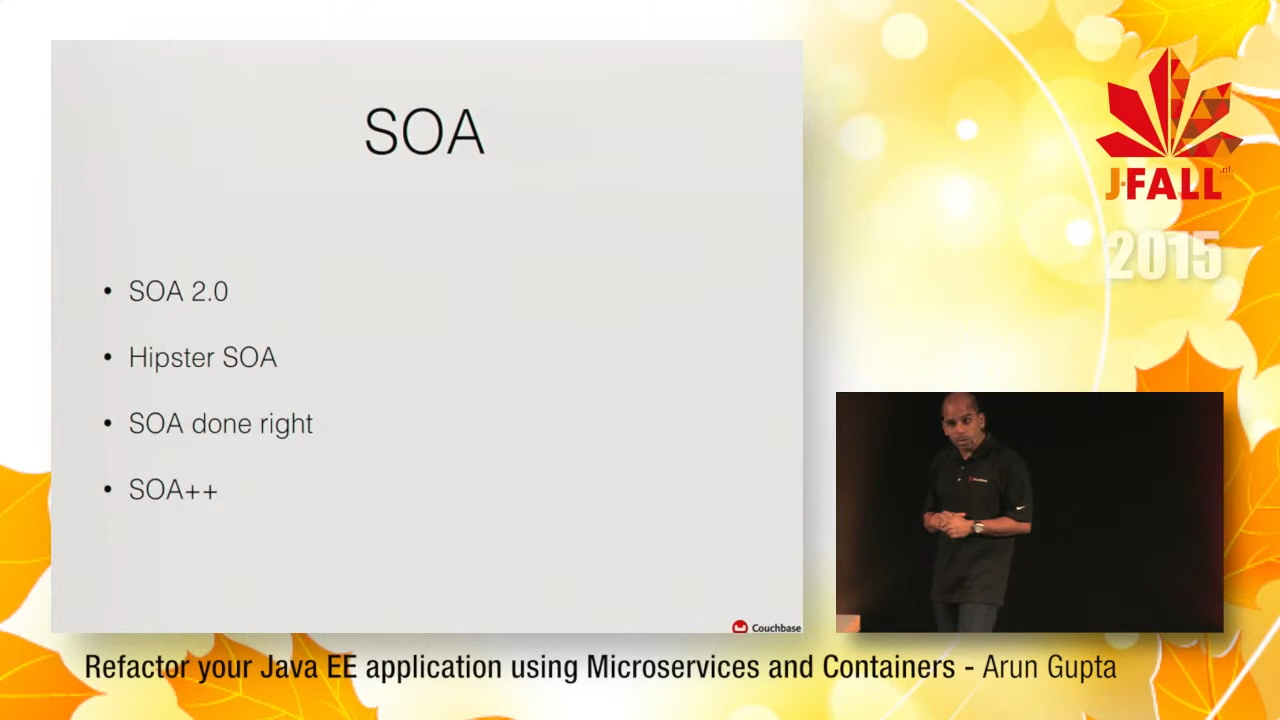 SOA
• SOA 2.0
• Hipster SOA
• SOA done right
• SOA++
Couchbase
J-FALL.nl
2015
Refactor your Java EE application using Microservices and Containers - Arun Gupta